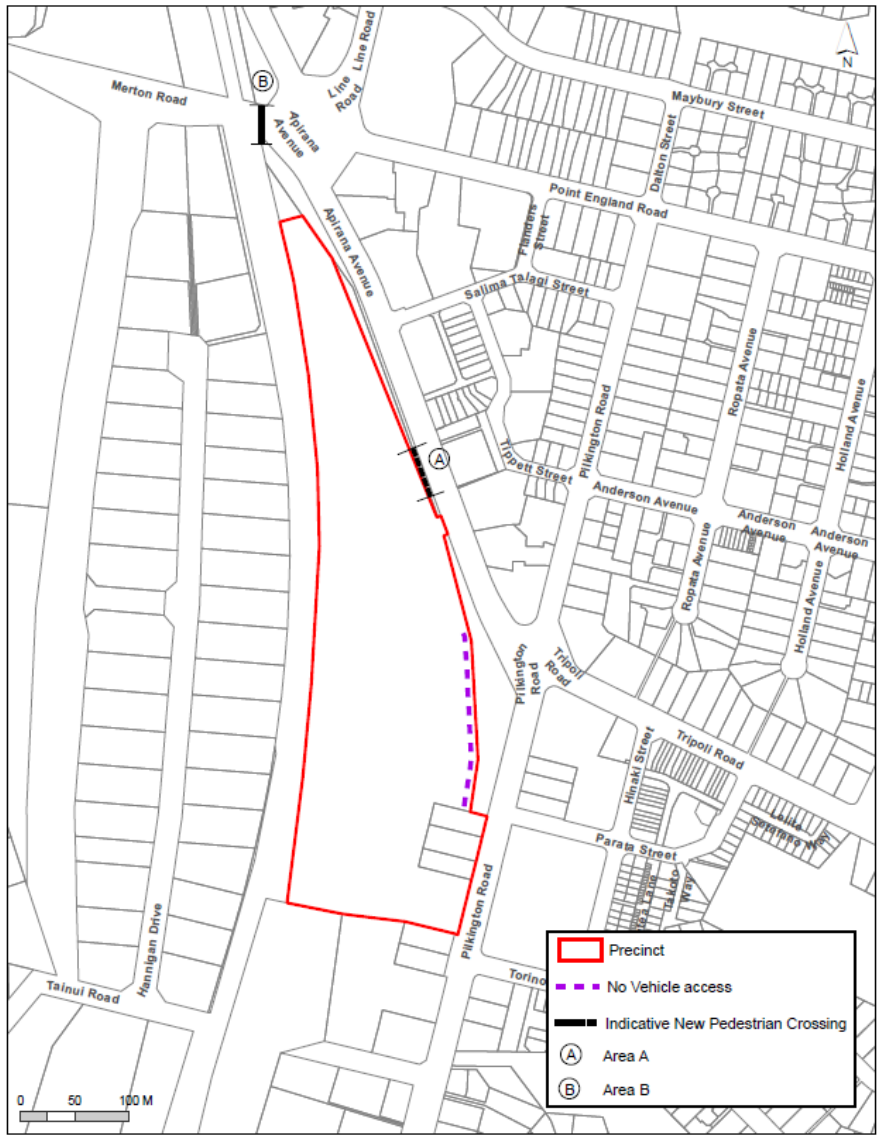 Line Road
Line
Road
N
B
Merton Road
Apirana
Avenue
Maybury Street
Dalton Street
Point England Road
Flanders
Street
Apirana Avenue
Salima Talagi Street
Ropata Avenue
Holland Avenue
Pilkington Road
A
Tippett Street
Anderson Avenue
Anderson
Avenue
Anderson
Avenue
Ropata Avenue
Holland Avenue
Pilkington
Road
Tripoli
Road
Tripoli Road
Hinaki Street
Parata Street
Takoto
Way
Pilkington Road
Hannigan Drive
Tainui Road
Precinct
No Vehicle access
Indicative New Pedestrian Crossing
A Area A
B Area B
0 50 100 M